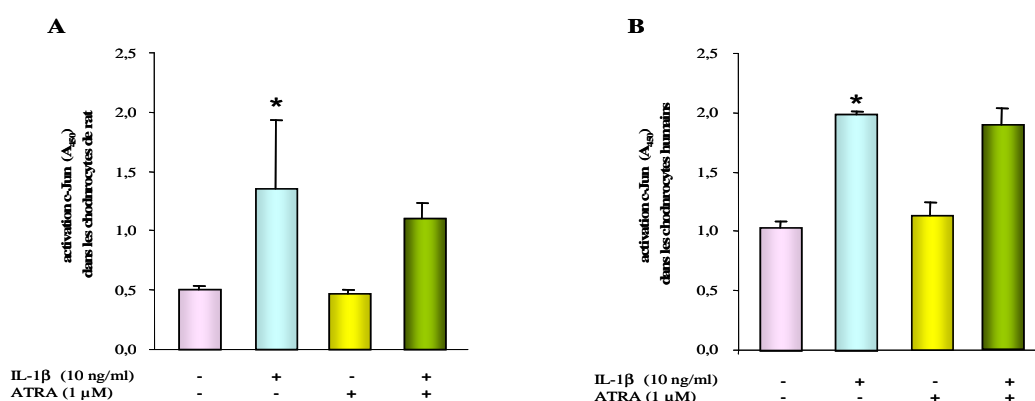 A
activation c-Jun (A450)
dans les chodnrocytes de rat
2,5
2,0
1,5
1,0
0,5
0,0
*
IL-1β (10 ng/ml) - + - +
ATRA (1 µM) - - + +
B
activation c-Jun (A450)
dans les chodnrocytes humains
2,5
2,0
1,5
1,0
0,5
0,0
*
IL-1β (10 ng/ml) - + - +
ATRA (1 µM) - - + +